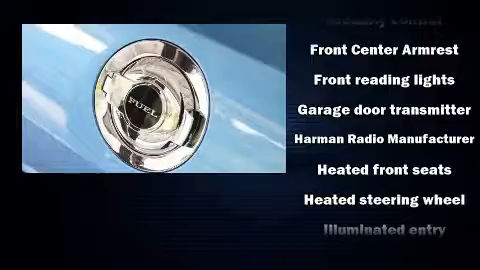 FUEL
Front Center Armrest
Front reading lights
Garage door transmitter
Harman Radio Manufacturer
Heated front seats
Heated steering wheel
Illuminated entry